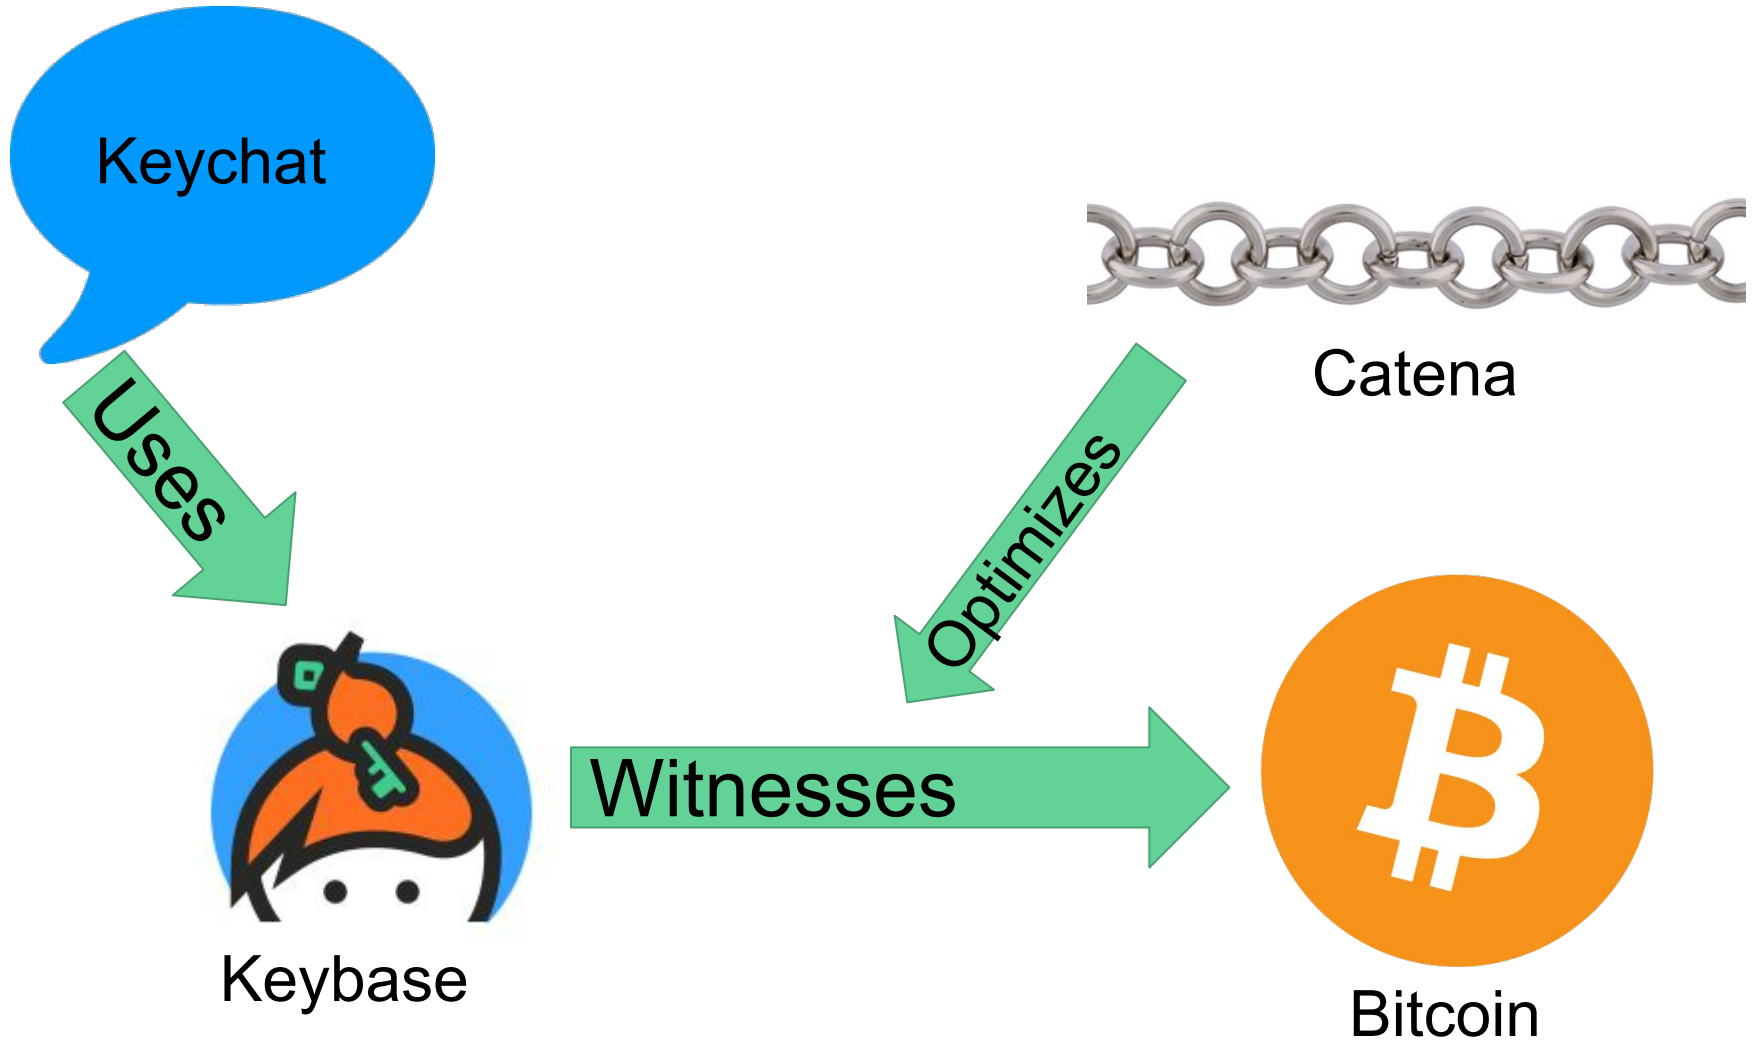 Keychat
Catena
Uses
Optimizes
Witnesses
Keybase
Bitcoin